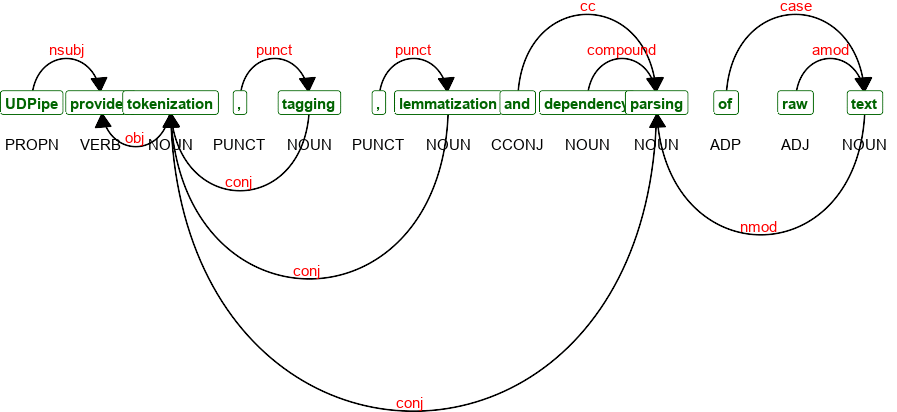 cc case
nsubj punct punct compound amod
UDPipe provide tokenization , tagging , lemmatization and dependency parsing of raw text
obj
PROPN VERB NOUN PUNCT NOUN PUNCT NOUN CCONJ NOUN NOUN ADP ADJ NOUN
conj
nmod
conj
conj